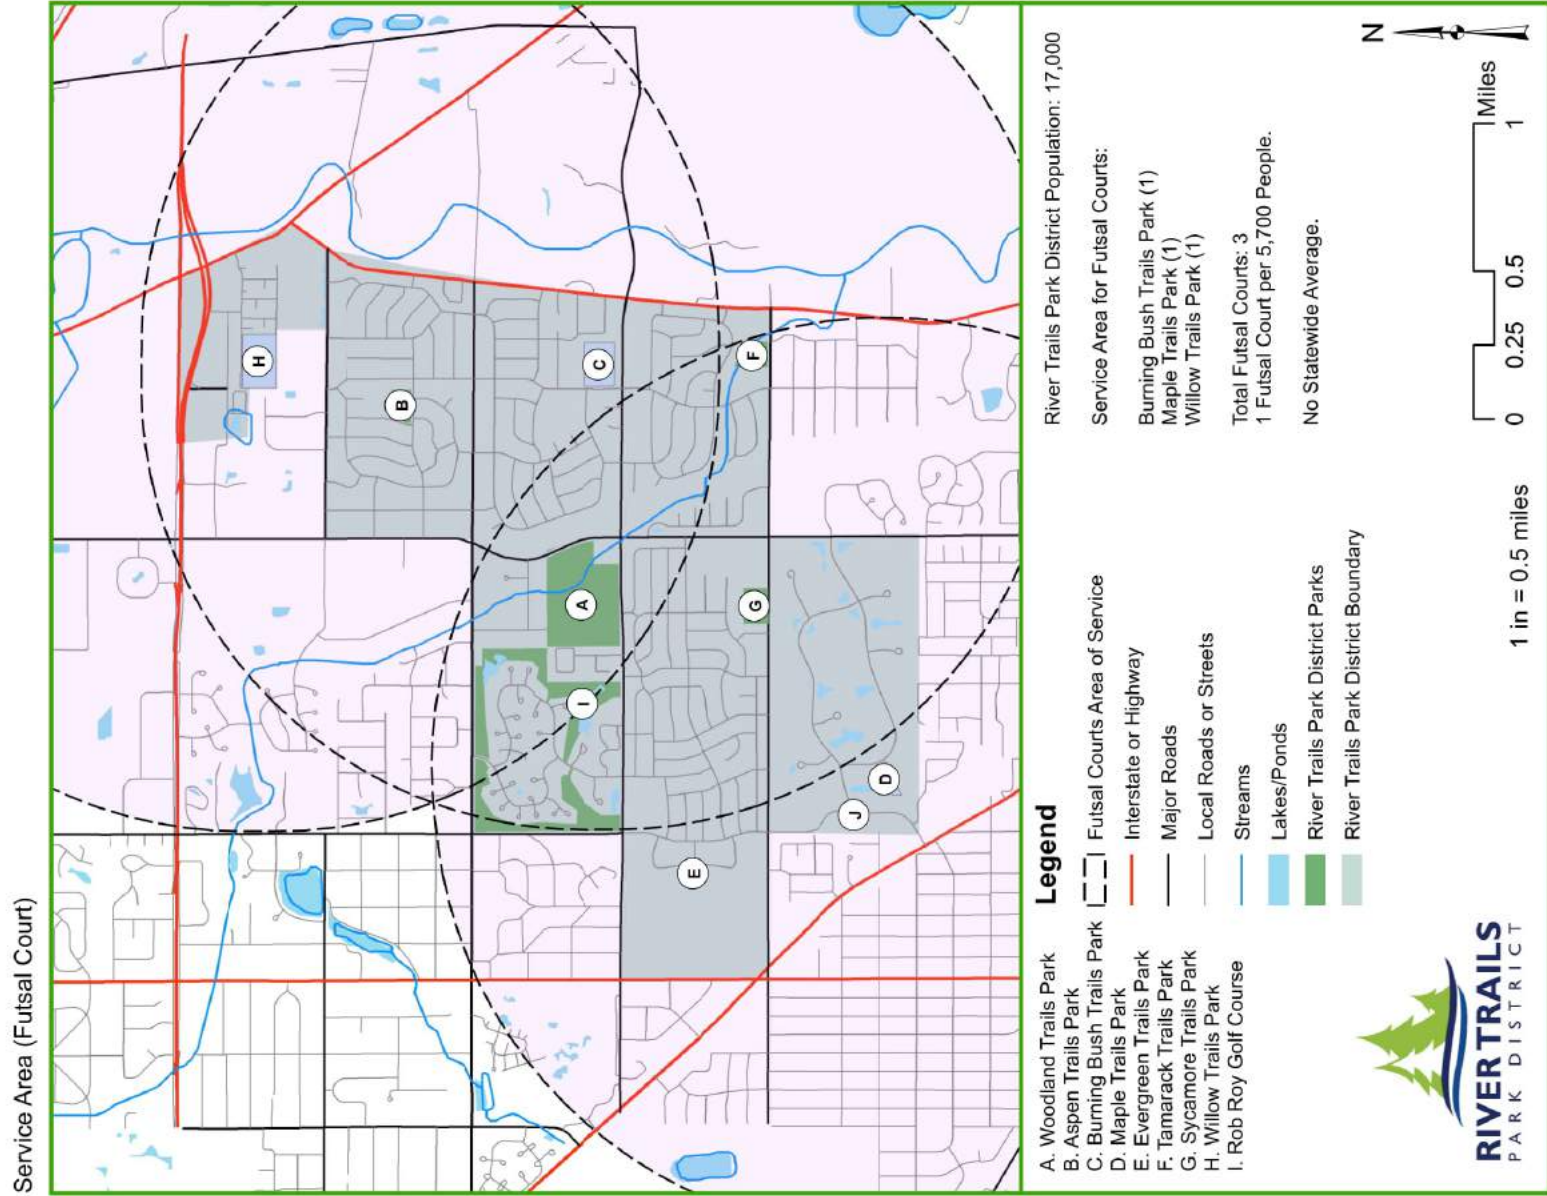 Service Area (Futsal Court)
H
B
C
F
A
G
I
D
J
E
A. Woodland Trails Park
B. Aspen Trails Park
C. Burning Bush Trails Park
D. Maple Trails Park
E. Evergreen Trails Park
F. Tamarack Trails Park
G. Sycamore Trails Park
H. Willow Trails Park
I. Rob Roy Golf Course
Legend
Futsal Courts Area of Service
Interstate or Highway
Major Roads
Local Roads or Streets
Streams
Lakes/Ponds
River Trails Park District Parks
River Trails Park District Boundary
River Trails Park District Population: 17,000
Service Area for Futsal Courts:
Burning Bush Trails Park (1)
Maple Trails Park (1)
Willow Trails Park (1)
Total Futsal Courts: 3
1 Futsal Court per 5,700 People.
No Statewide Average.
N
RIVER TRAILS
PARK DISTRICT
1 in = 0.5 miles
0 0.25 0.5 1
Miles